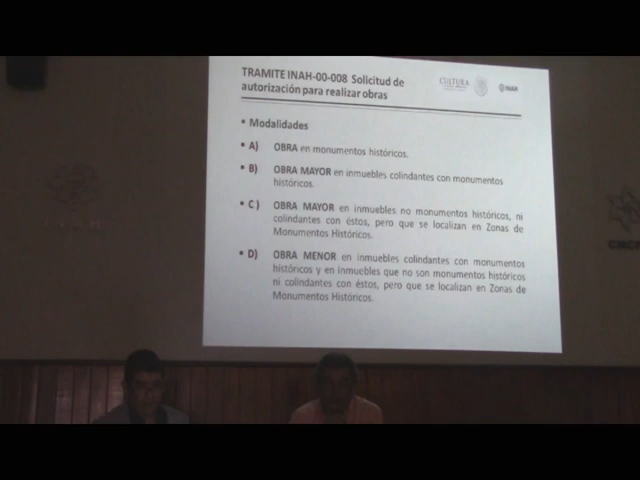 TRAMITE INAH-00-008 Solicitud de
autorización para realizar obras
CULTURA
INAH
• Modalidades
• A) OBRA en monumentos históricos.
• B) OBRA MAYOR en inmuebles colindantes con monumentos
históricos.
• C) OBRA MAYOR en inmuebles no monumentos históricos, ni
colindantes con éstos, pero que se localizan en Zonas de
Monumentos Históricos.
• D) OBRA MENOR en inmuebles colindantes con monumentos
históricos y en inmuebles que no son monumentos históricos
ni colindantes con éstos, pero que se localizan en Zonas de
Monumentos Históricos.